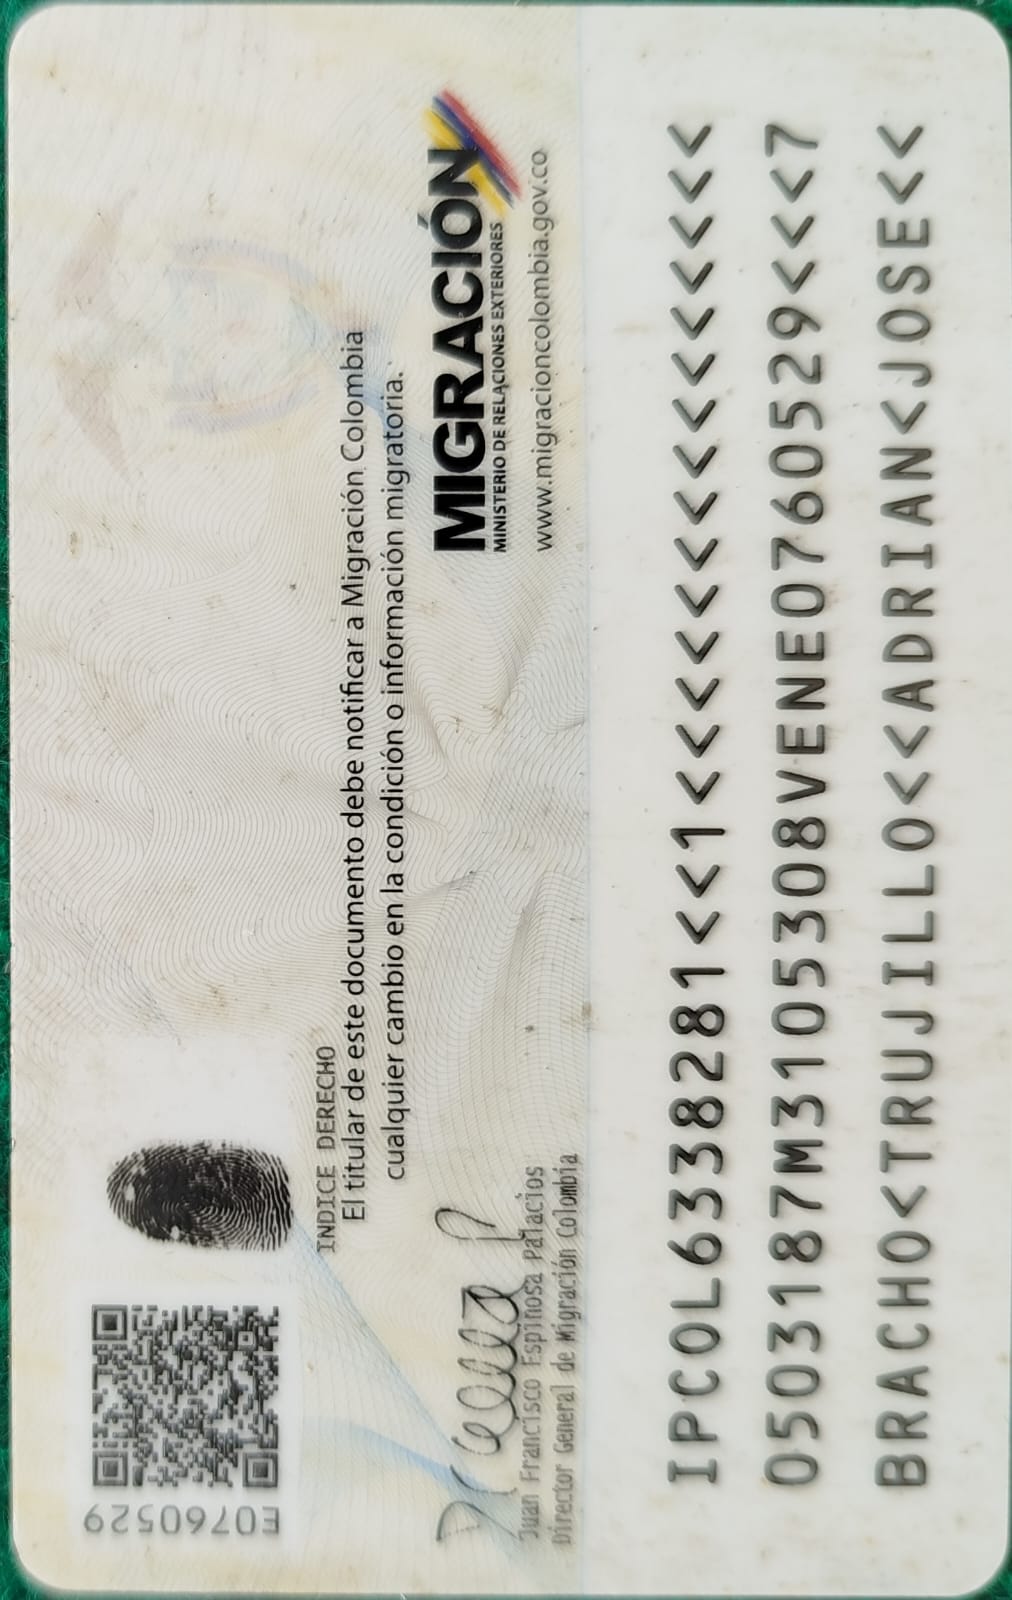 E0760529
INDICE DERECHO
El titular de este documento debe notificar a Migración Colombia
cualquier cambio en la condición o información migratoria.
MIGRACIÓN
MINISTERIO DE RELACIONES EXTERIORES
www.migracioncolombia.gov.co
Juan Francisco Espinosa Palacios
Director General de Migración Colombia
IPCOL6338281<<1<<<<<<<<<<<<<<<
0503187M3105308VENE0760529<<<7
BRACHO<TRUJILLO<<ADRIAN<JOSE<<